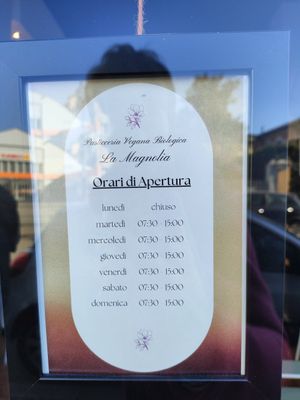 Pasticceria Vegana Biologica
La Magnolia
Orari di Apertura
lunedì chiuso
martedì 07:30 - 15:00
mercoledì 07:30 - 15:00
giovedì 07:30 - 15:00
venerdì 07:30 - 15:00
sabato 07:30 - 15:00
domenica 07:30 - 15:00